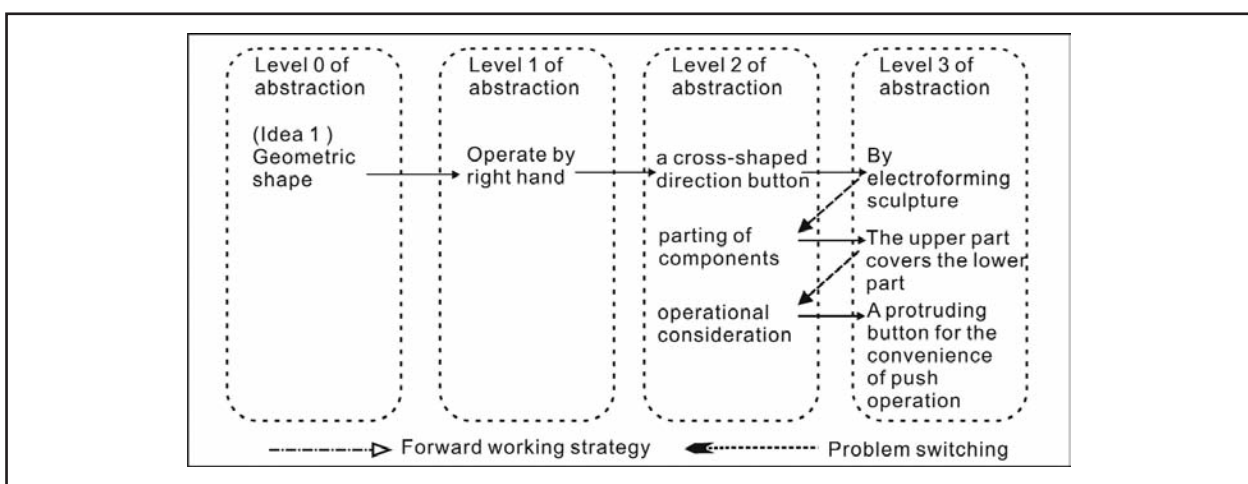 Level 0 of
abstraction
Level 1 of
abstraction
Level 2 of
abstraction
Level 3 of
abstraction
(Idea 1 )
Geometric
shape
Operate by
right hand
a cross-shaped
direction button
By
electroforming
sculpture
parting of
components
The upper part
covers the lower
part
operational
consideration
A protruding
button for the
convenience
of push
operation
Forward working strategy
Problem switching